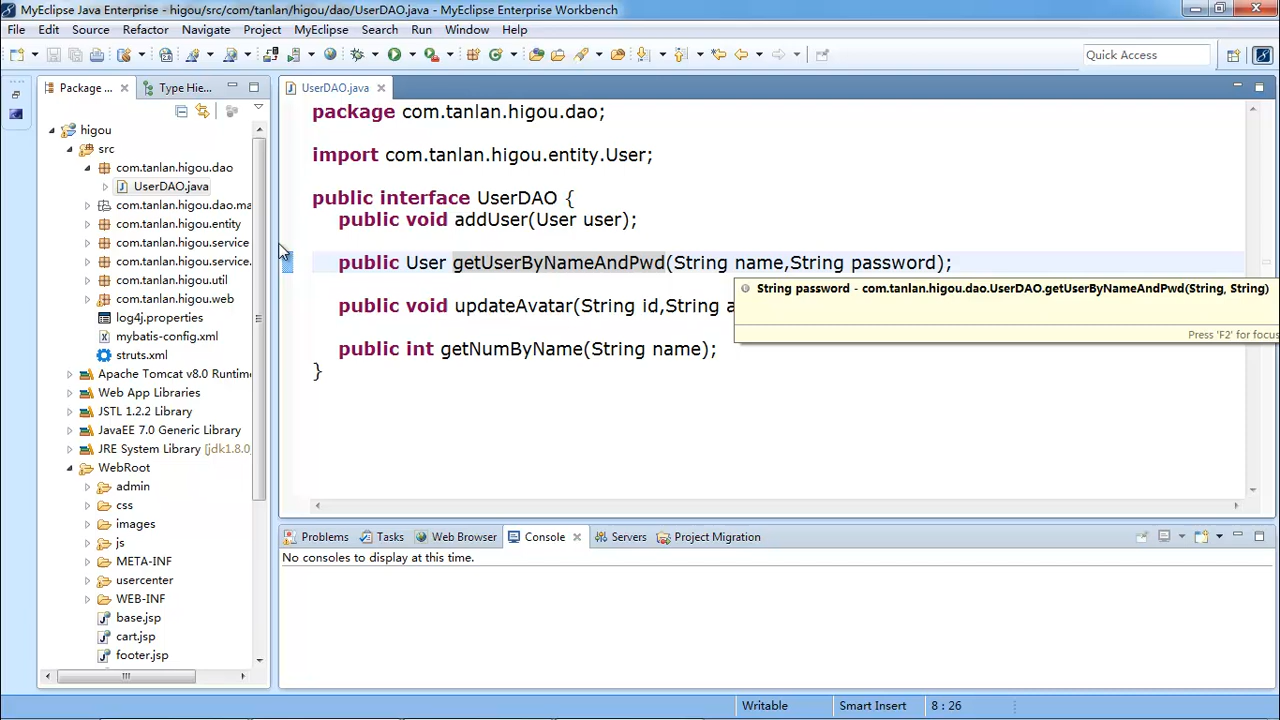 MyEclipse Java Enterprise - higou/src/com/tanlan/higou/dao/UserDAO.java - MyEclipse Enterprise Workbench
File Edit Source Refactor Navigate Project MyEclipse Search Run Window Help
Quick Access
Package ... Type Hie...
higou
src
com.tanlan.higou.dao
UserDAO.java
com.tanlan.higou.dao.ma
com.tanlan.higou.entity
com.tanlan.higou.service
com.tanlan.higou.service.
com.tanlan.higou.util
com.tanlan.higou.web
log4j.properties
mybatis-config.xml
struts.xml
Apache Tomcat v8.0 Runtime
Web App Libraries
JSTL 1.2.2 Library
JavaEE 7.0 Generic Library
JRE System Library [jdk1.8.0
WebRoot
admin
css
images
js
META-INF
usercenter
WEB-INF
base.jsp
cart.jsp
footer.jsp
UserDAO.java
package com.tanlan.higou.dao;
import com.tanlan.higou.entity.User;
public interface UserDAO {
public void addUser(User user);
public User getUserByNameAndPwd(String name,String password);
String password - com.tanlan.higou.dao.UserDAO.getUserByNameAndPwd(String, String)
Press 'F2' for focus
public void updateAvatar(String id,String a
public int getNumByName(String name);
}
Problems Tasks Web Browser Console Servers Project Migration
No consoles to display at this time.
Writable Smart Insert 8 : 26